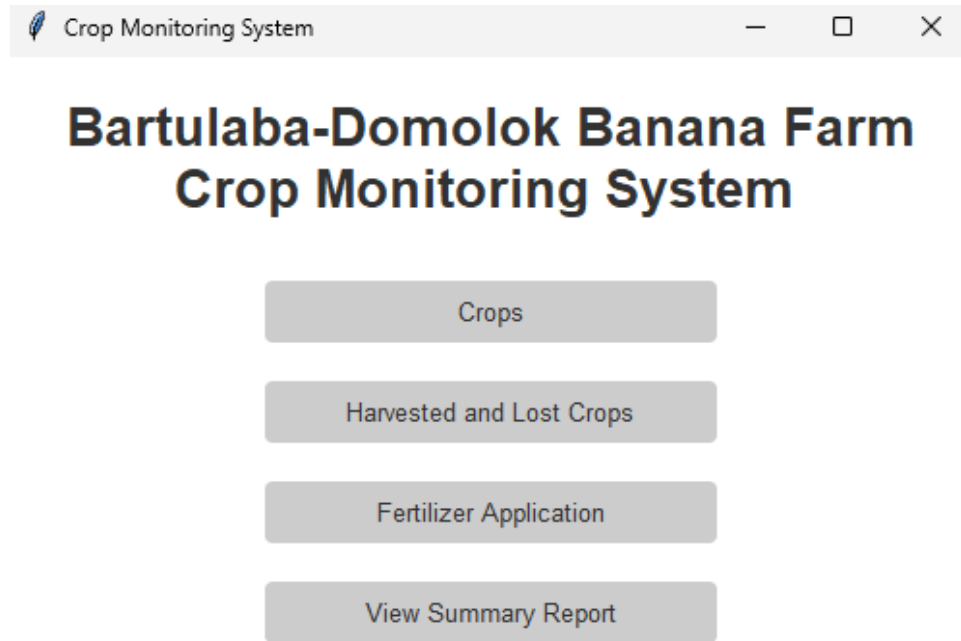 Crop Monitoring System
Bartulaba-Domolok Banana Farm
Crop Monitoring System
Crops
Harvested and Lost Crops
Fertilizer Application
View Summary Report